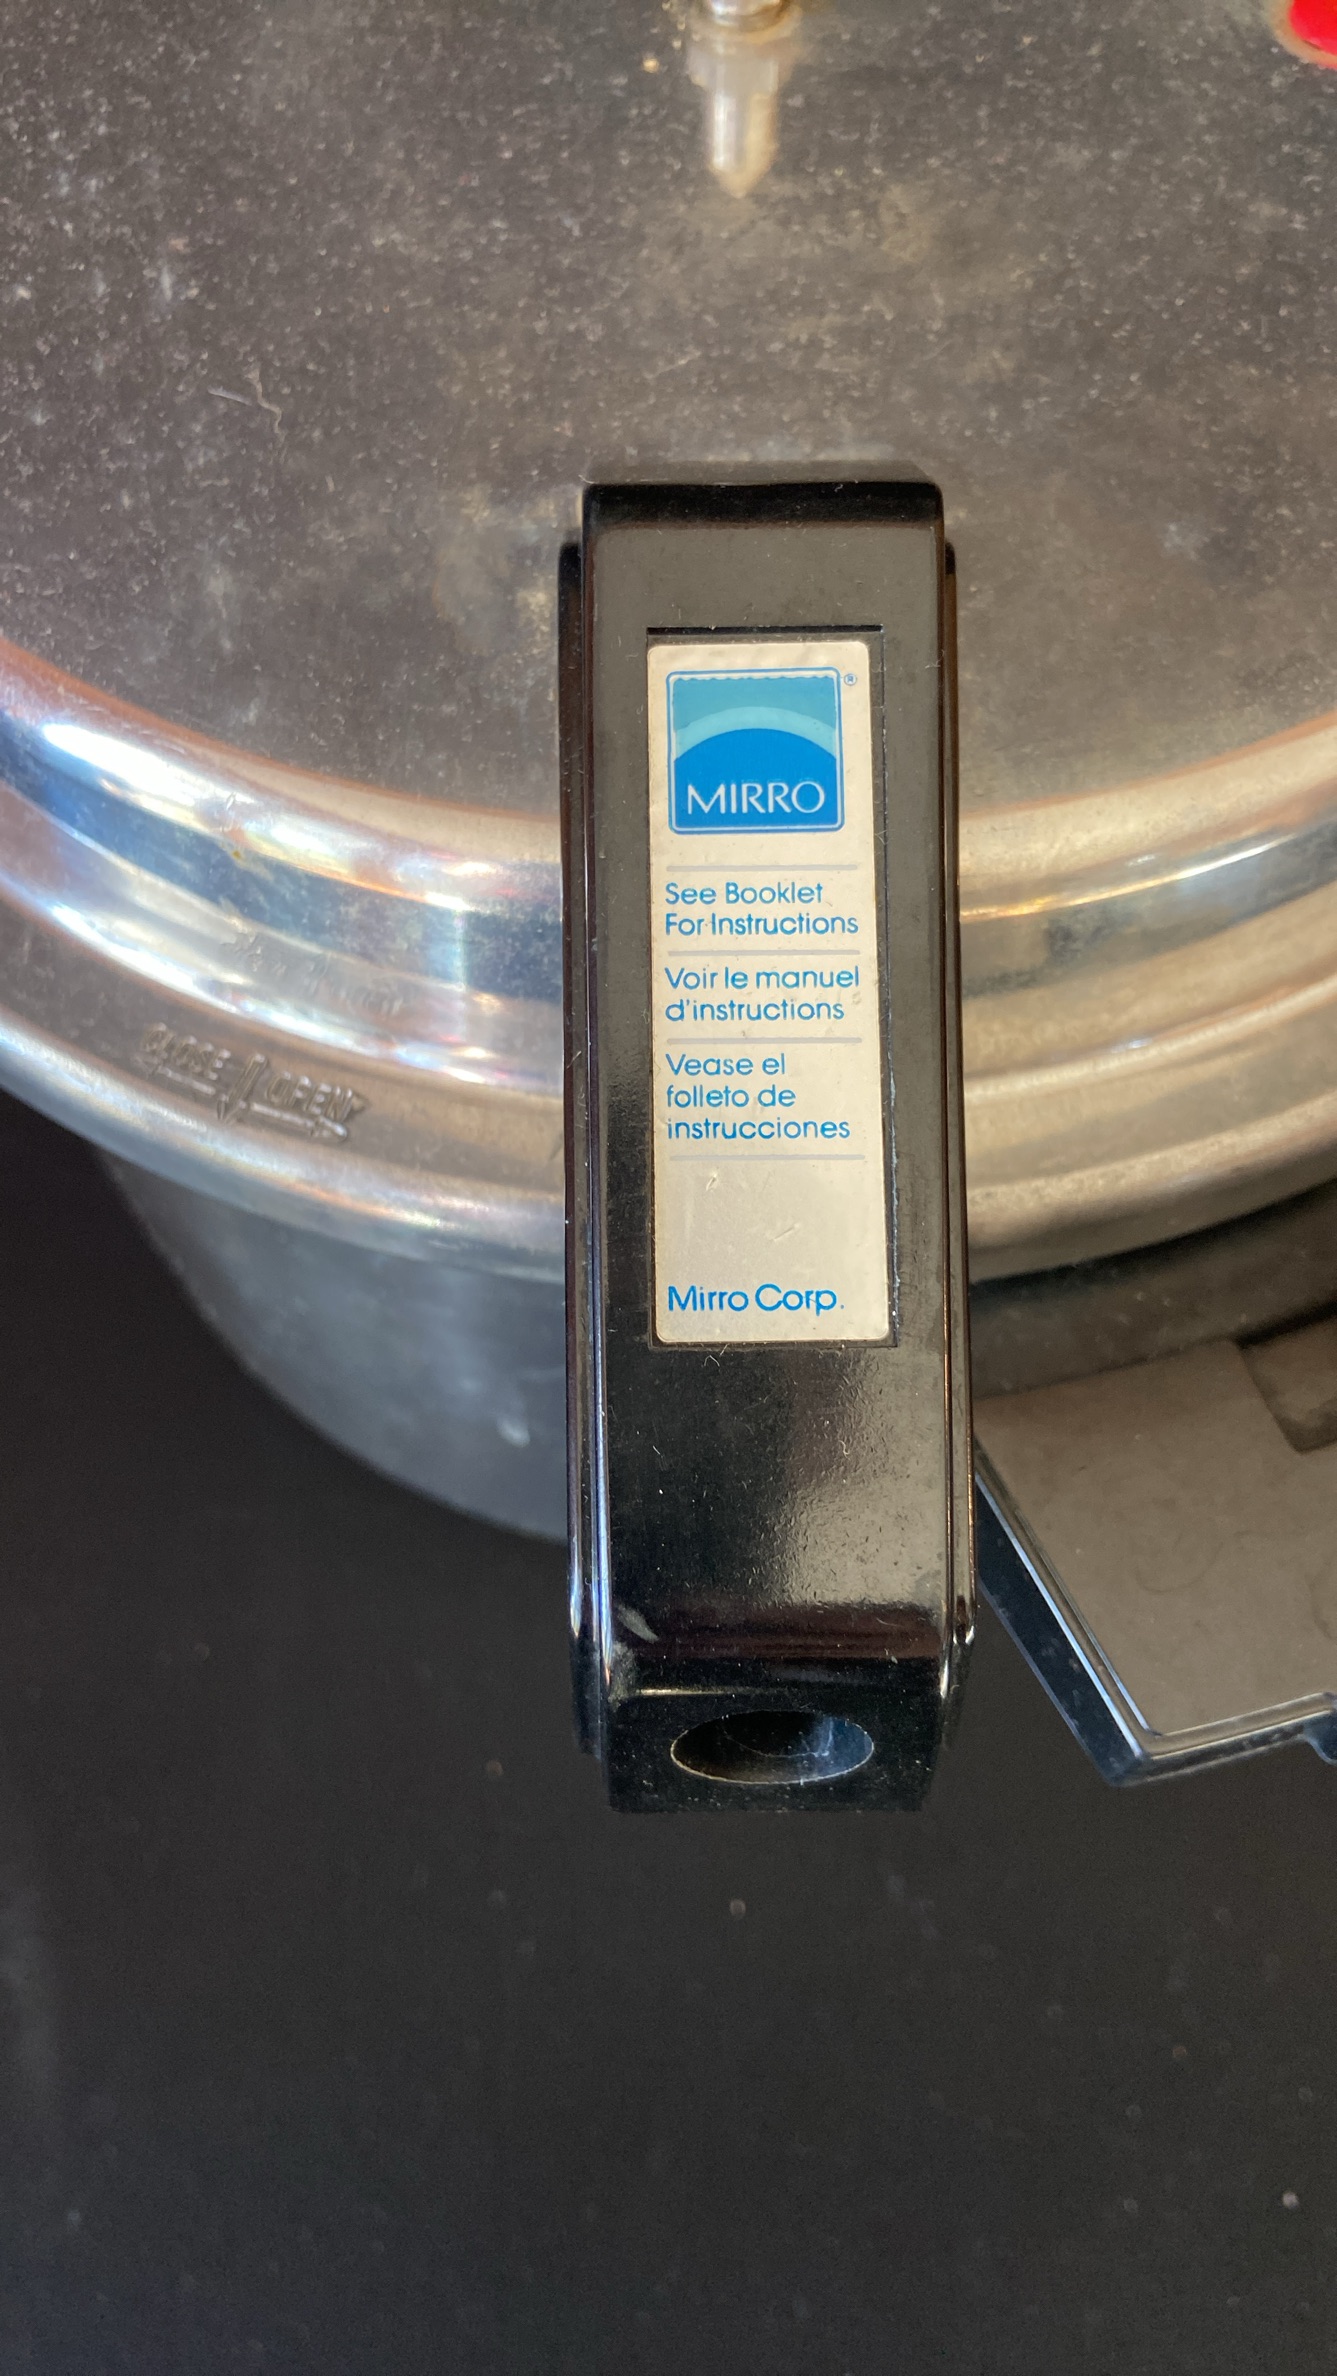 MIRRO
®
See Booklet
For Instructions
Voir le manuel
d'instructions
Vease el
folleto de
instrucciones
Mirro Corp.
CLOSE OPEN